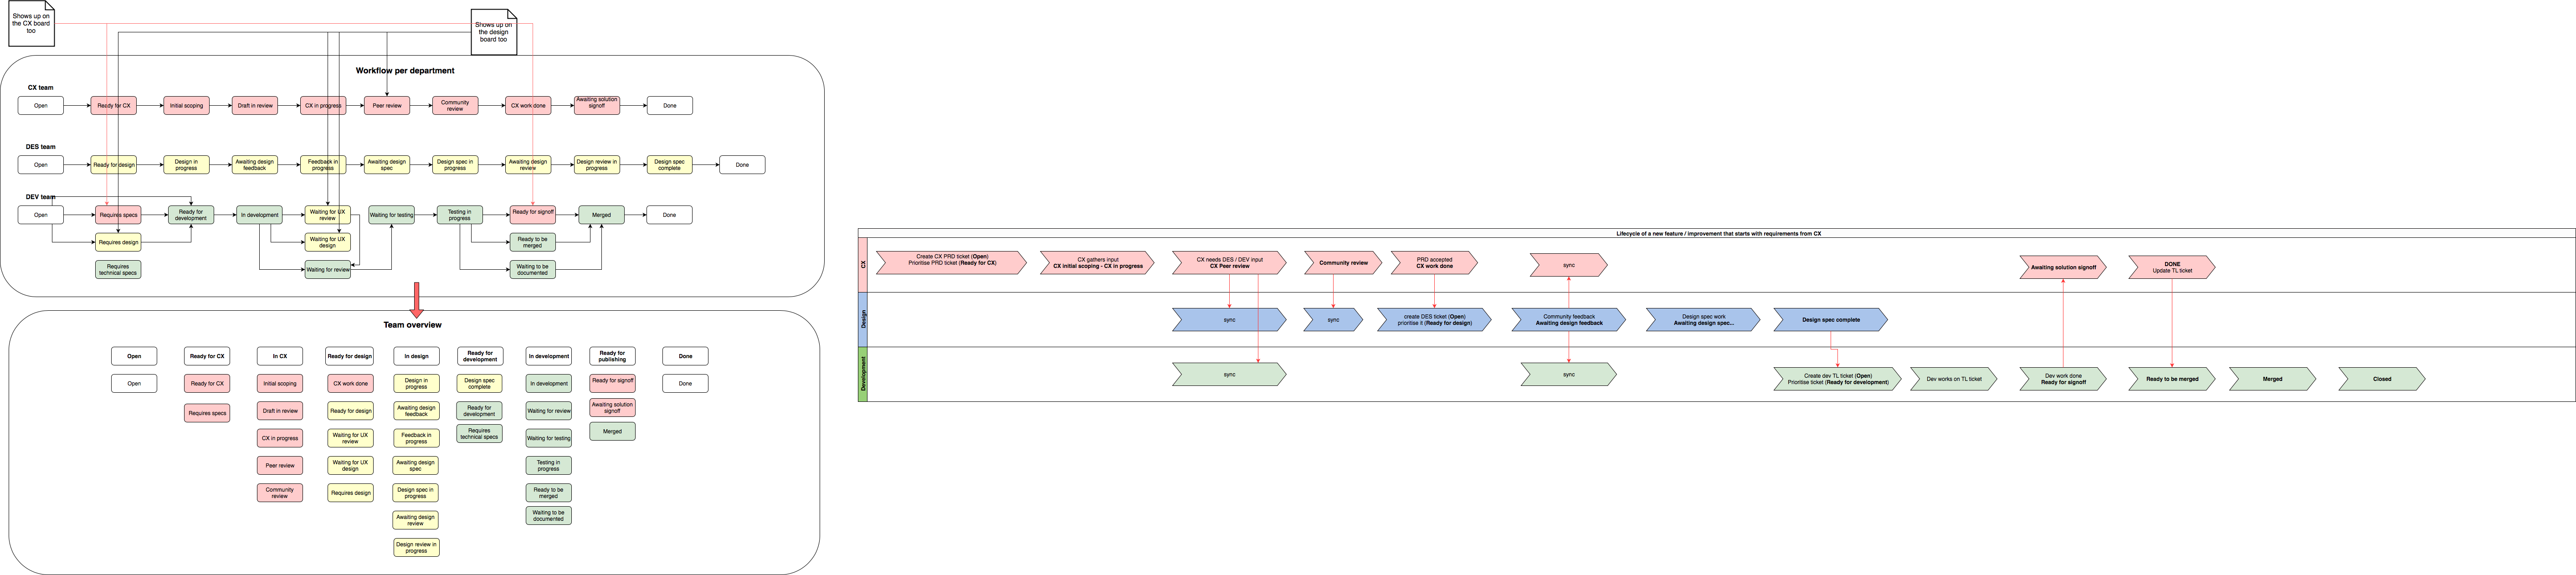 Shows up on
the CX board
too
Shows up on
the design
board too
Workflow per department
CX team
Open
Ready for CX
Initial scoping
Draft in review
CX in progress
Peer review
Community
review
CX work done
Awaiting solution
signoff
Done
DES team
Open
Ready for design
Design in
progress
Awaiting design
feedback
Feedback in
progress
Awaiting design
spec
Design spec in
progress
Awaiting design
review
Design review in
progress
Design spec
complete
Done
DEV team
Open
Requires specs
Ready for
development
In development
Waiting for UX
review
Waiting for testing
Testing in
progress
Ready for signoff
Merged
Done
Requires design
Waiting for UX
design
Ready to be
merged
Requires
technical specs
Waiting for review
Waiting to be
documented
Team overview
Open
Ready for CX
In CX
Ready for design
In design
Ready for
development
In development
Ready for
publishing
Done
Open
Ready for CX
Initial scoping
CX work done
Design in
progress
Design spec
complete
In development
Ready for signoff
Done
Requires specs
Draft in review
Ready for design
Awaiting design
feedback
Ready for
development
Waiting for review
Awaiting solution
signoff
CX in progress
Waiting for UX
review
Feedback in
progress
Requires
technical specs
Waiting for testing
Merged
Peer review
Waiting for UX
design
Awaiting design
spec
Testing in
progress
Community
review
Requires design
Design spec in
progress
Ready to be
merged
Awaiting design
review
Waiting to be
documented
Design review in
progress
Lifecycle of a new feature / improvement that starts with requirements from CX
CX
Create CX PRD ticket (Open)
Prioritise PRD ticket (Ready for CX)
CX gathers input
CX initial scoping - CX in progress
CX needs DES / DEV input
CX Peer review
Community review
PRD accepted
CX work done
sync
Awaiting solution signoff
DONE
Update TL ticket
Design
sync
sync
create DES ticket (Open)
prioritise it (Ready for design)
Community feedback
Awaiting design feedback
Design spec work
Awaiting design spec...
Design spec complete
Development
sync
sync
Create dev TL ticket (Open)
Prioritise ticket (Ready for development)
Dev works on TL ticket
Dev work done
Ready for signoff
Ready to be merged
Merged
Closed